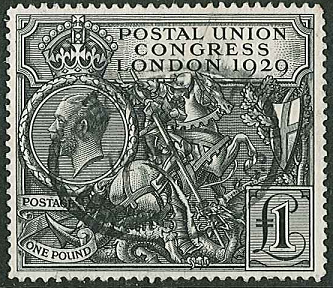 POSTAL UNION
CONGRESS
LONDON 1929
POSTAGE
ONE POUND
£1